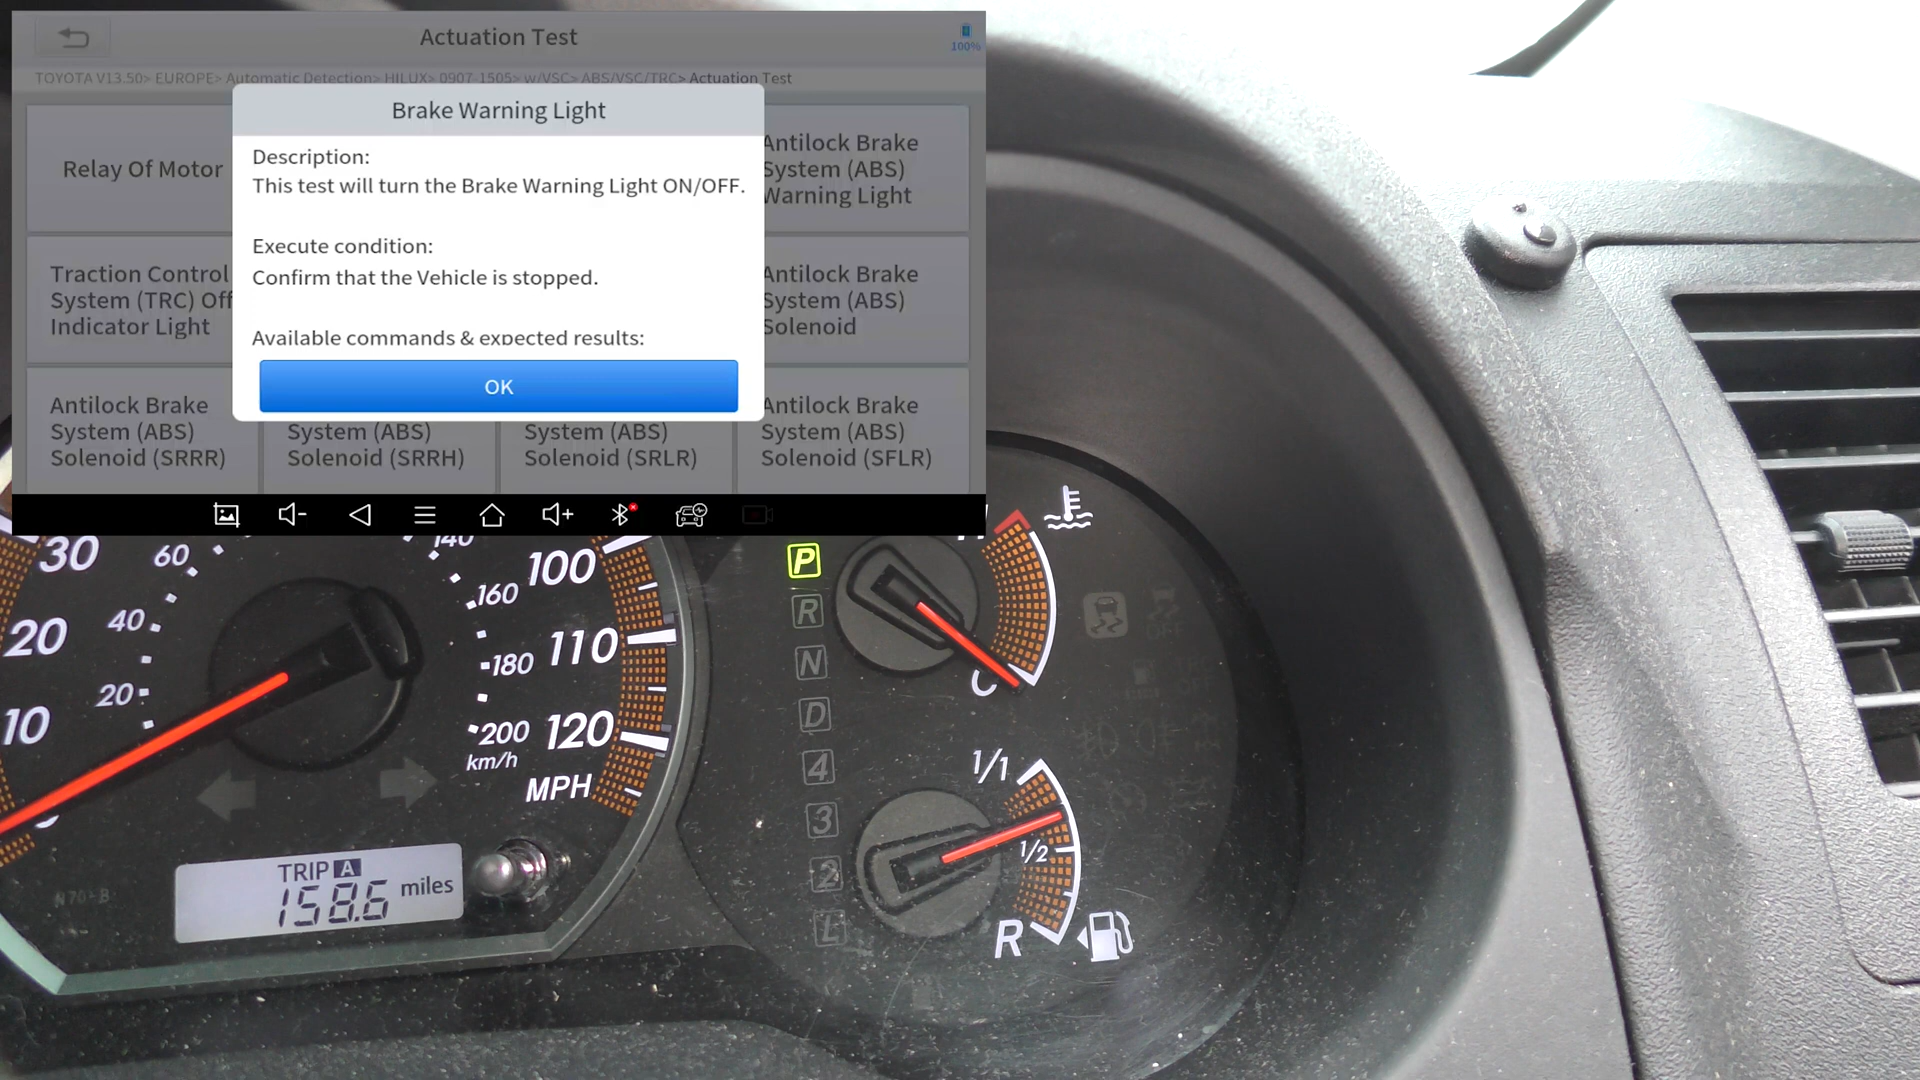 Actuation Test
100%
TOYOTA V13.50> EUROPE> Automatic Detection> HILUX> 0907-1505> w/VSC> ABS/VSC/TRC> Actuation Test
Brake Warning Light
Description:
This test will turn the Brake Warning Light ON/OFF.
Execute condition:
Confirm that the Vehicle is stopped.
Available commands & expected results:
OK
Relay Of Motor
Antilock Brake
System (ABS)
Warning Light
Traction Control
System (TRC) Off
Indicator Light
Antilock Brake
System (ABS)
Solenoid
Antilock Brake
System (ABS)
Solenoid (SRRR)
System (ABS)
Solenoid (SRRH)
System (ABS)
Solenoid (SRLR)
Antilock Brake
System (ABS)
Solenoid (SFLR)
30
20
10
60
40
20
140
160
180
200
km/h
100
110
120
MPH
TRIP A
158.6 miles
P
R
N
D
4
3
2
L
C
1/1
1/2
R